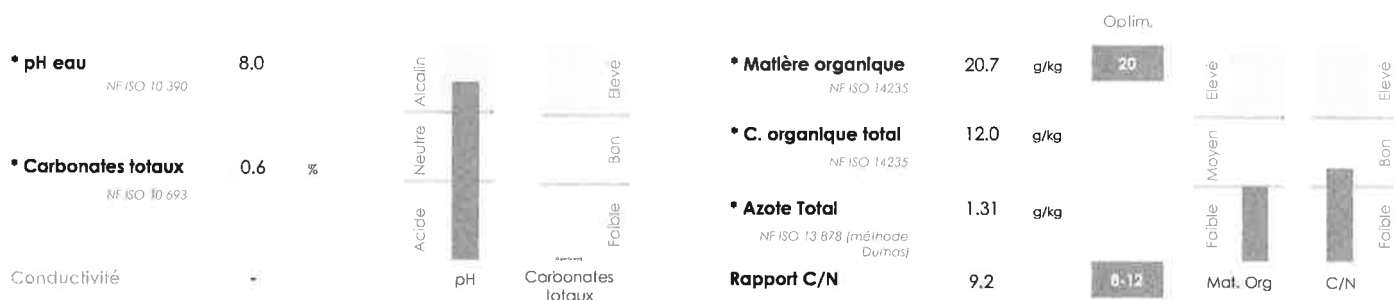 * pH eau 8.0
NF ISO 10 390
* Carbonates totaux 0.6 %
NF ISO 10 693
Conductivité -
Alcalin
Neutre
Acide
pH
Elevé
Bon
Faible
Carbonates
totaux
Optim.
* Matière organique 20.7 g/kg 20
NF ISO 14235
* C. organique total 12.0 g/kg
NF ISO 14235
* Azote Total 1.31 g/kg
NF ISO 13 878 (méthode
Dumas)
Rapport C/N 9.2 8-12
Elevé
Moyen
Faible
Mat. Org
Elevé
Bon
Faible
C/N